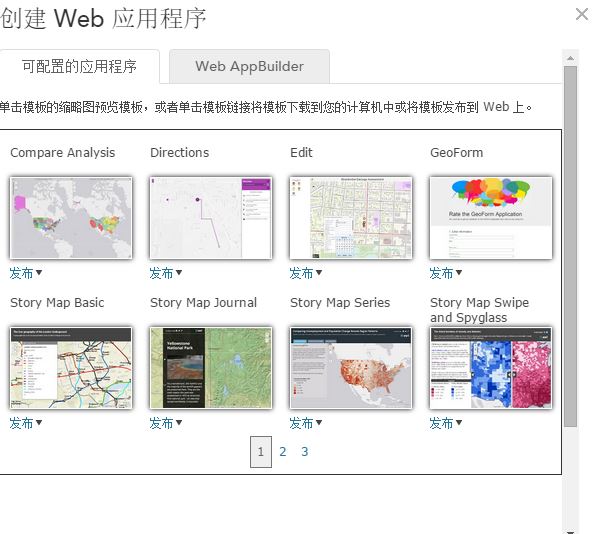 创建 Web 应用程序
可配置的应用程序
Web AppBuilder
单击模板的缩略图预览模板，或者单击模板链接将模板下载到您的计算机中或将模板发布到 Web 上。
Compare Analysis
Directions
Edit
GeoForm
Rate the GeoForm Application
发布
发布
发布
发布
Story Map Basic
Story Map Journal
Story Map Series
Story Map Swipe
and Spyglass
Yellowstone
National Park
发布
发布
发布
发布
1 2 3